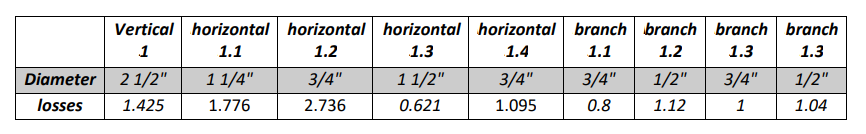 Vertical horizontal horizontal horizontal horizontal branch branch branch branch
1 1.1 1.2 1.3 1.4 1.1 1.2 1.3 1.3
Diameter 2 1/2" 1 1/4" 3/4" 1 1/2" 3/4" 3/4" 1/2" 3/4" 1/2"
losses 1.425 1.776 2.736 0.621 1.095 0.8 1.12 1 1.04